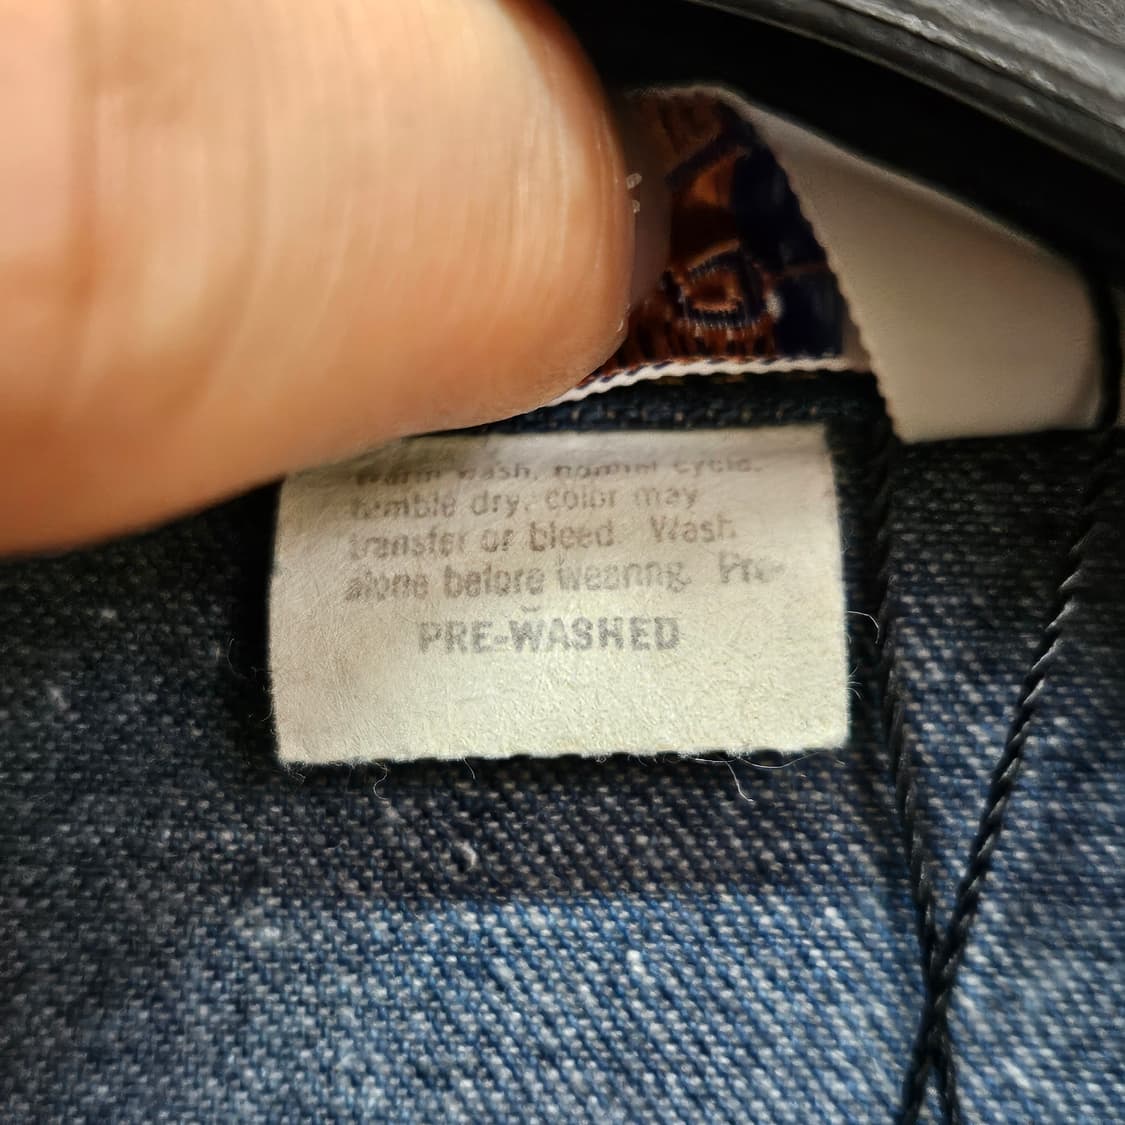 warm wash, normal cycle.
tumble dry. color may
transfer or bleed. Wash
alone before wearing. Pre-
PRE-WASHED